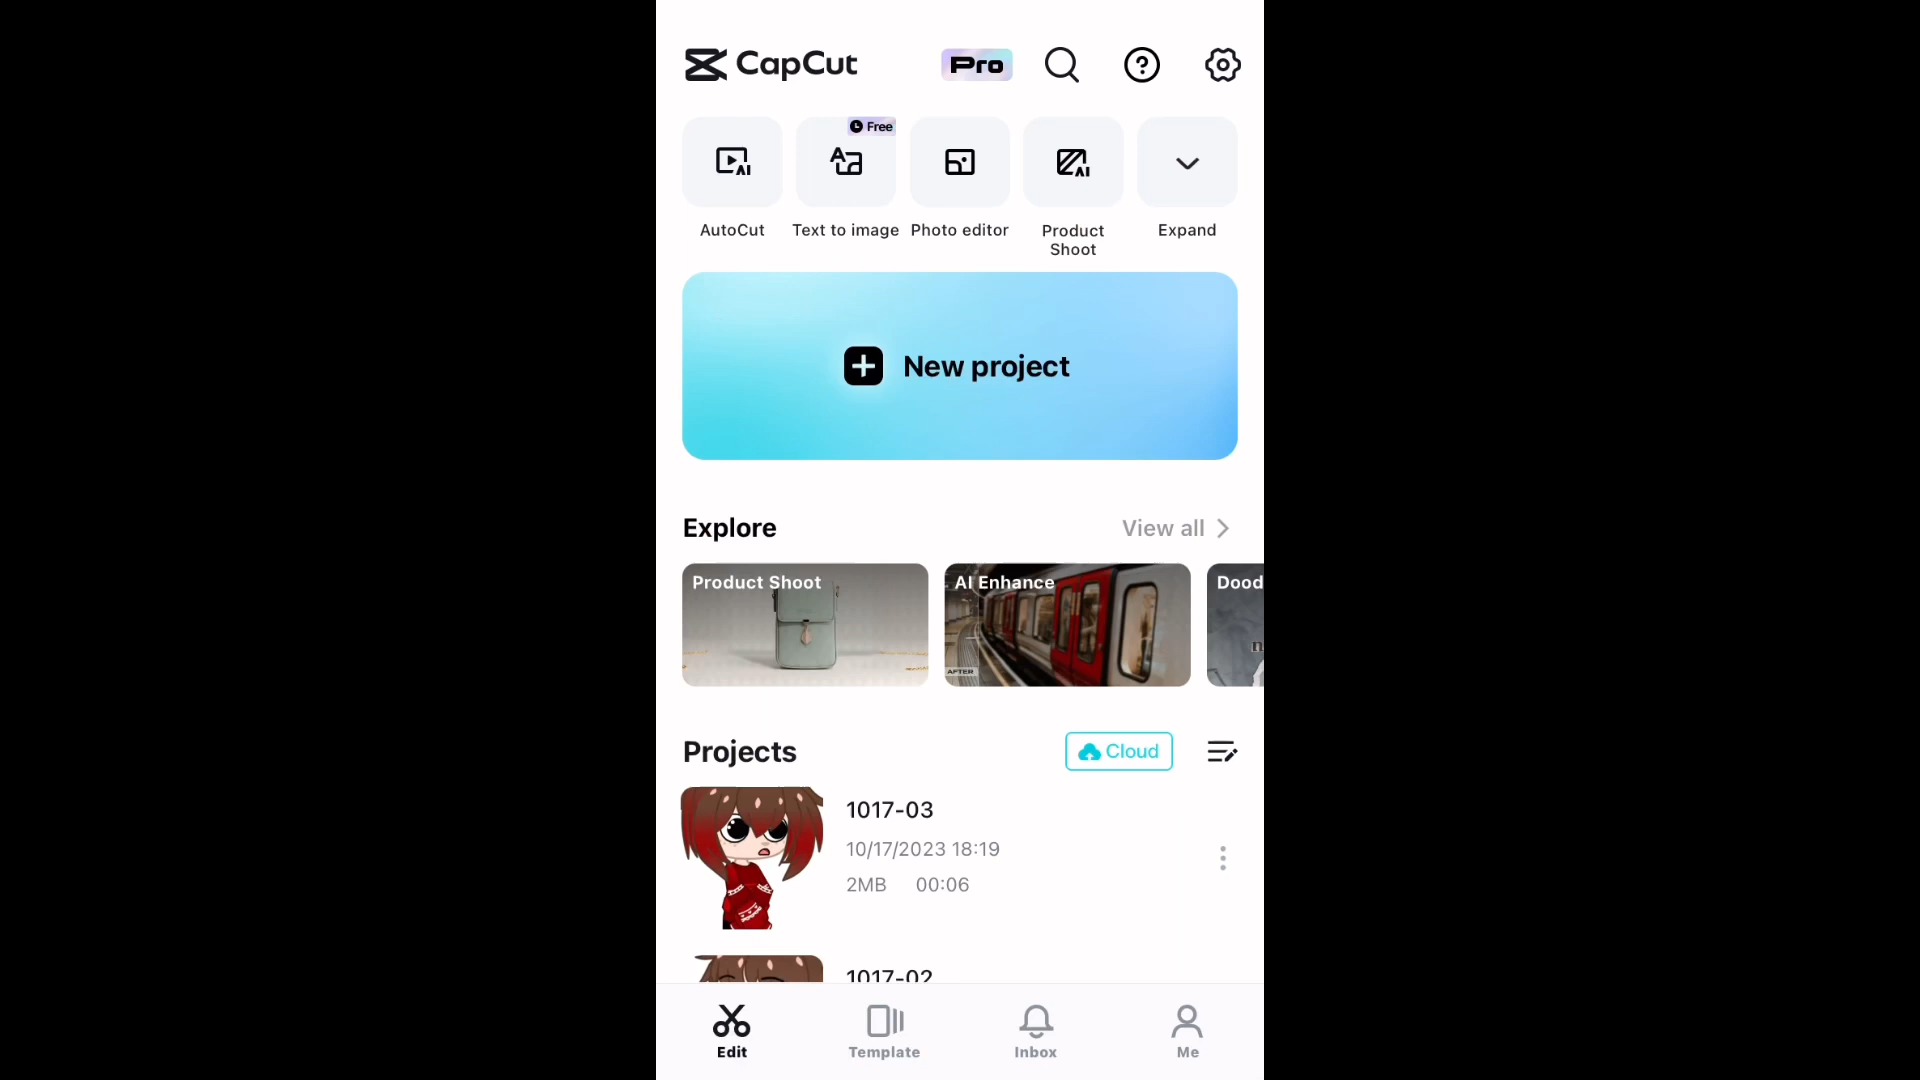 CapCut
Pro
Free
AutoCut
Text to image
Photo editor
Product
Shoot
Expand
New project
Explore
View all
Product Shoot
AI Enhance
Dood
AFTER
Projects
Cloud
1017-03
10/17/2023 18:19
2MB 00:06
1017-02
Edit
Template
Inbox
Me